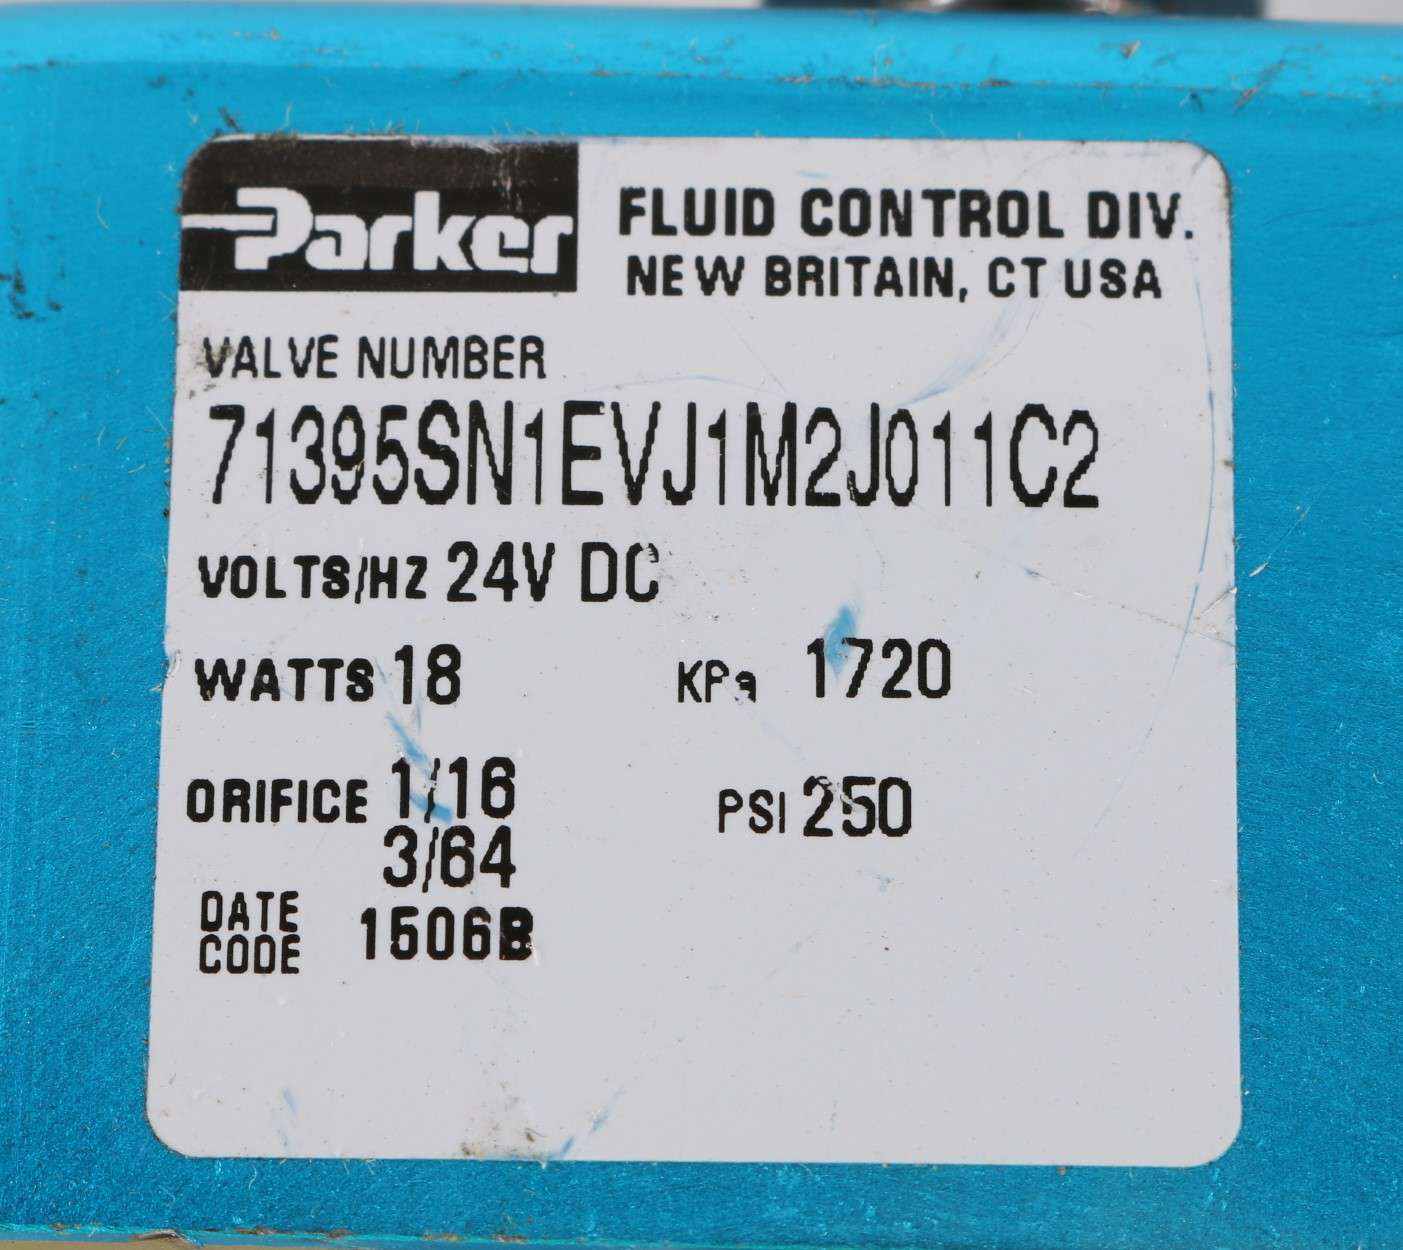 Parker
FLUID CONTROL DIV.
NEW BRITAIN, CT USA
VALVE NUMBER
71395SN1EVJ1M2J011C2
VOLTS/HZ 24V DC
WATTS 18 KPa 1720
ORIFICE 1/16 PSI 250
3/64
DATE
CODE 1506B